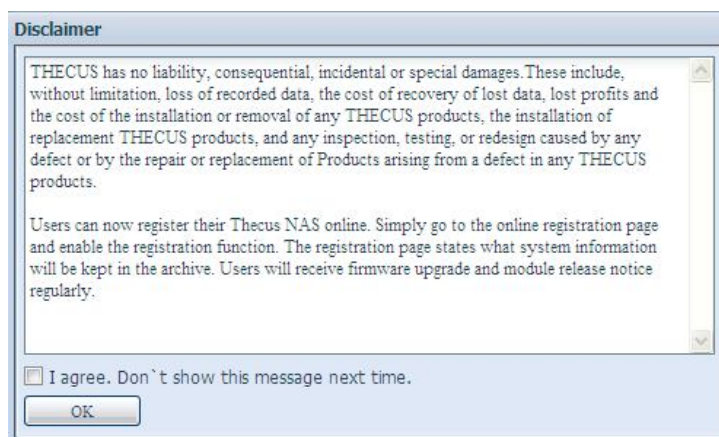 Disclaimer
THECUS has no liability, consequential, incidental or special damages.These include,
without limitation, loss of recorded data, the cost of recovery of lost data, lost profits and
the cost of the installation or removal of any THECUS products, the installation of
replacement THECUS products, and any inspection, testing, or redesign caused by any
defect or by the repair or replacement of Products arising from a defect in any THECUS
products.
Users can now register their Thecus NAS online. Simply go to the online registration page
and enable the registration function. The registration page states what system information
will be kept in the archive. Users will receive firmware upgrade and module release notice
regularly.
I agree. Don`t show this message next time.
OK